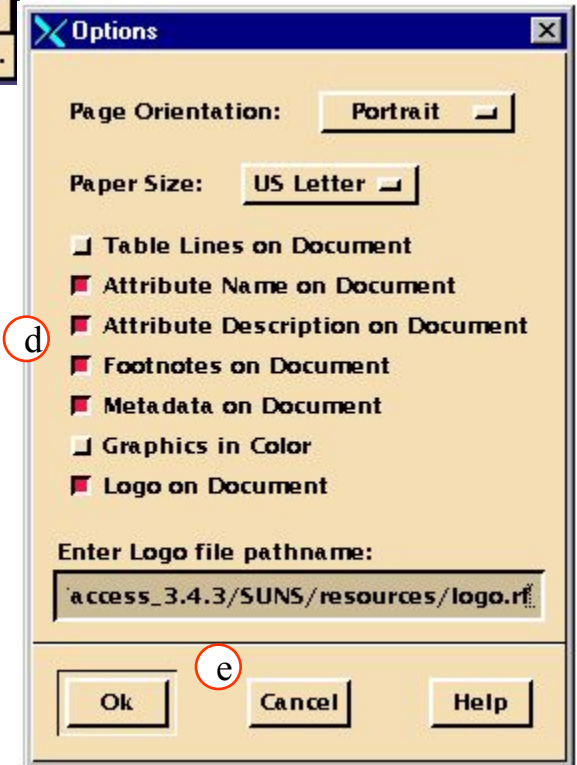 Options
Page Orientation: Portrait
Paper Size: US Letter
Table Lines on Document
Attribute Name on Document
d Attribute Description on Document
Footnotes on Document
Metadata on Document
Graphics in Color
Logo on Document
Enter Logo file pathname:
access_3.4.3/SUNS/resources/logo.rf
e
Ok Cancel Help